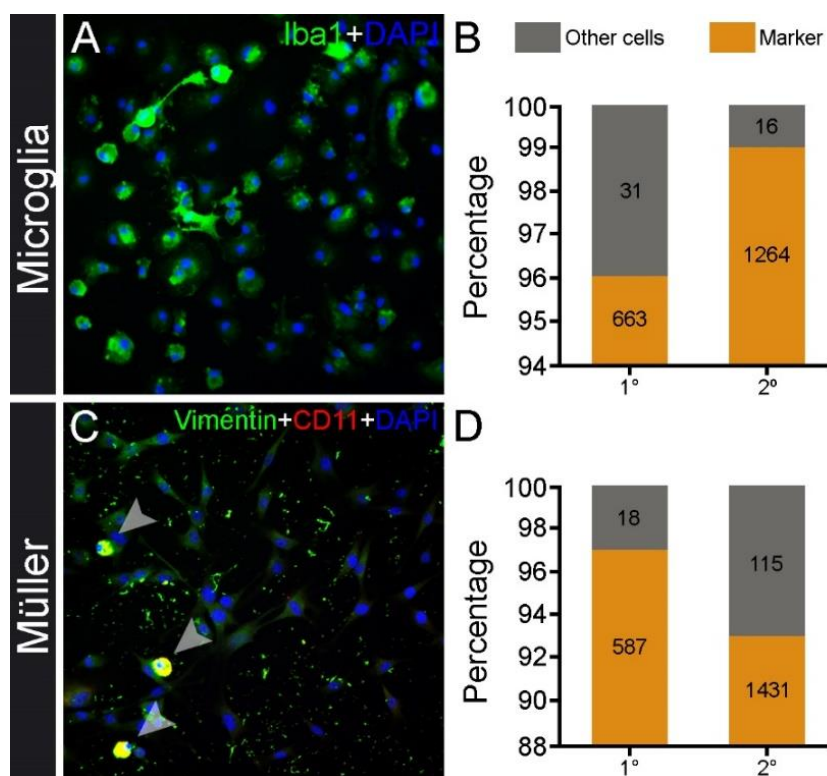 Microglia
A
Iba1+DAPI
B
Other cells
Marker
Percentage
100
99
98
97
96
95
94
31
663
16
1264
1°
2º
Müller
C
Vimentin+CD11+DAPI
D
Percentage
100
98
96
94
92
90
88
18
587
115
1431
1°
2°